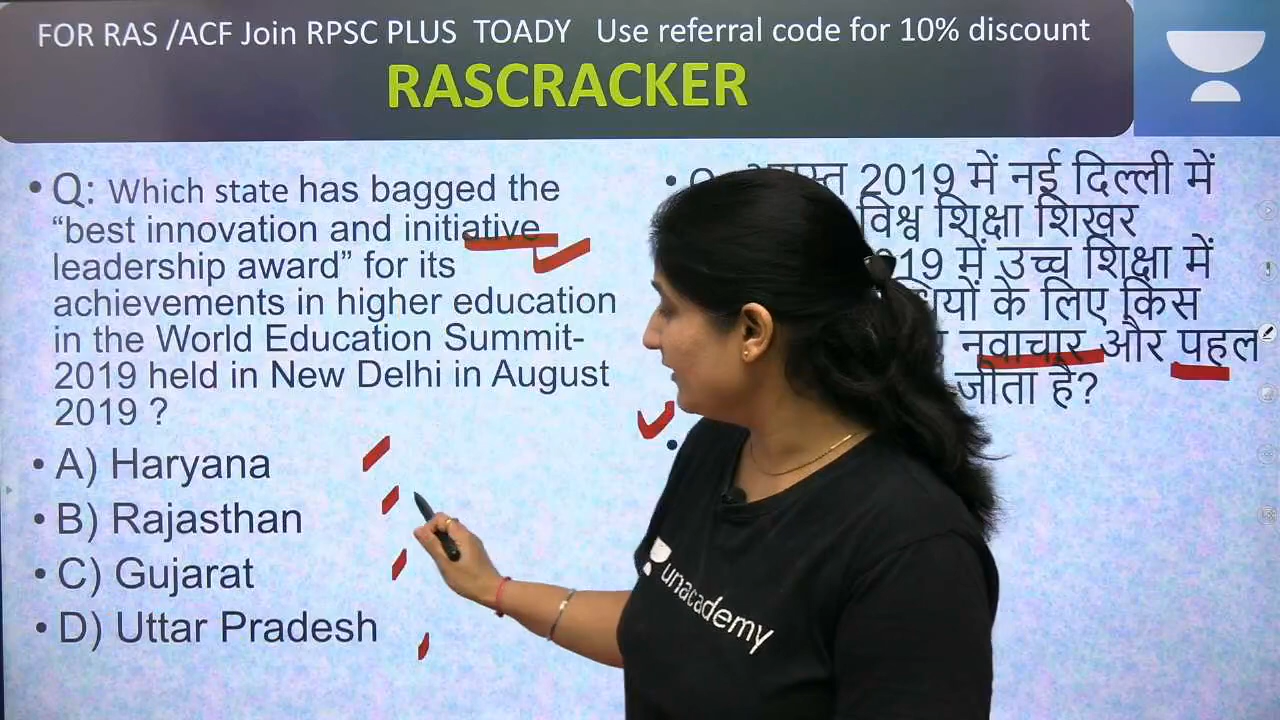 FOR RAS /ACF Join RPSC PLUS TOADY Use referral code for 10% discount
RASCRACKER
• Q: Which state has bagged the
“best innovation and initiative
leadership award” for its
achievements in higher education
in the World Education Summit-
2019 held in New Delhi in August
2019 ?
• A) Haryana
• B) Rajasthan
• C) Gujarat
• D) Uttar Pradesh
2019 में नई दिल्ली में
विश्व शिक्षा शिखर
में उच्च शिक्षा में
के लिए किस
नवाचार और पहल
जीता है?
unacademy